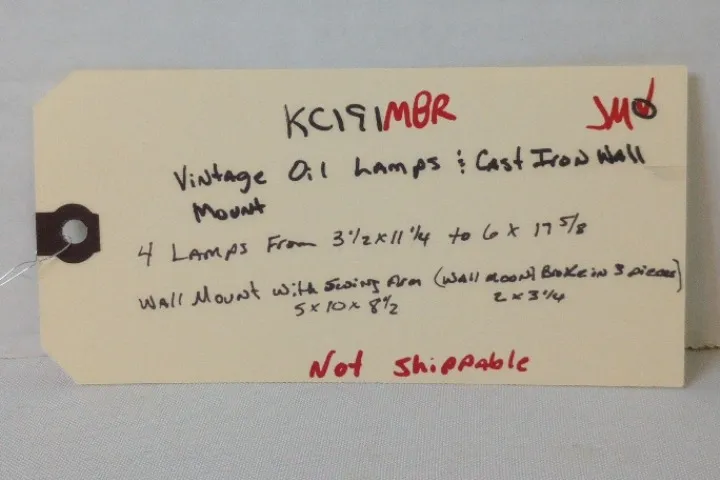 KC191MBR JMO
Vintage Oil Lamps & Cast Iron Wall
Mount
4 Lamps From 3 1/2 x 11 1/4 to 6 x 17 5/8
Wall Mount with Swing Arm (Wall mount Broke in 3 pieces)
5 x 10 x 8 1/2 2 x 3 1/4
Not Shippable